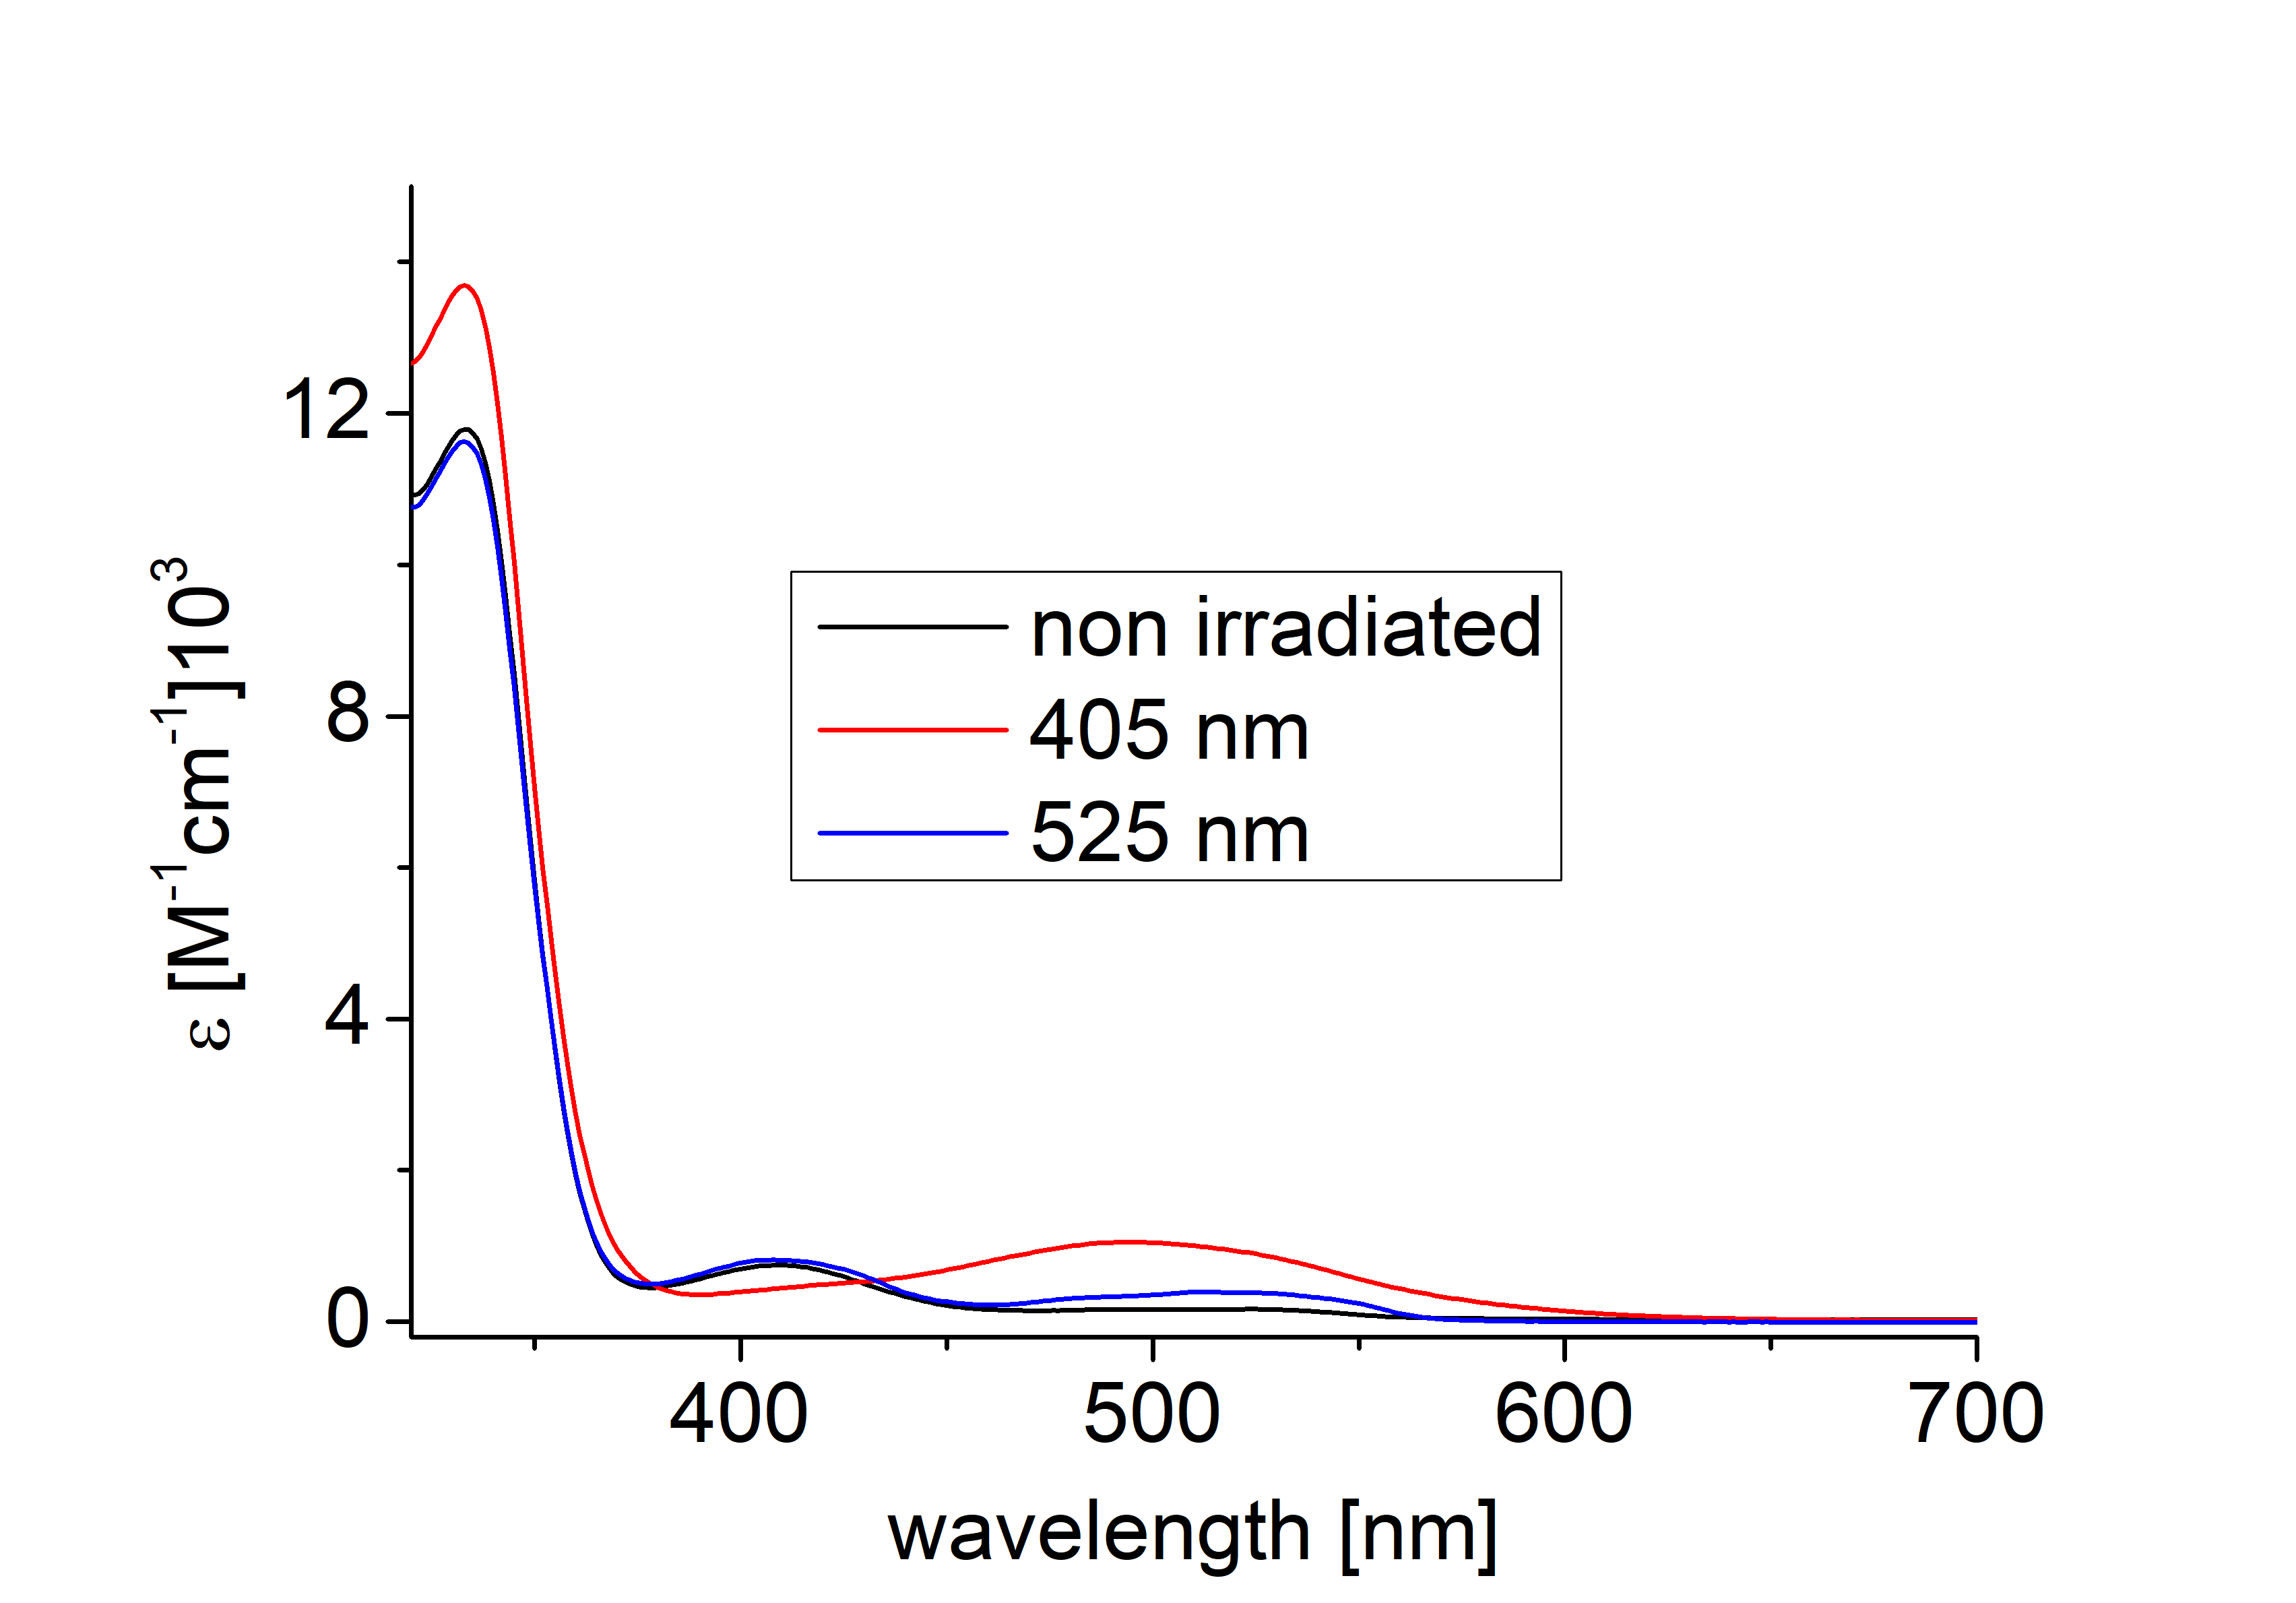 ε [M⁻¹cm⁻¹]10³
12
8
4
0
non irradiated
405 nm
525 nm
400 500 600 700
wavelength [nm]